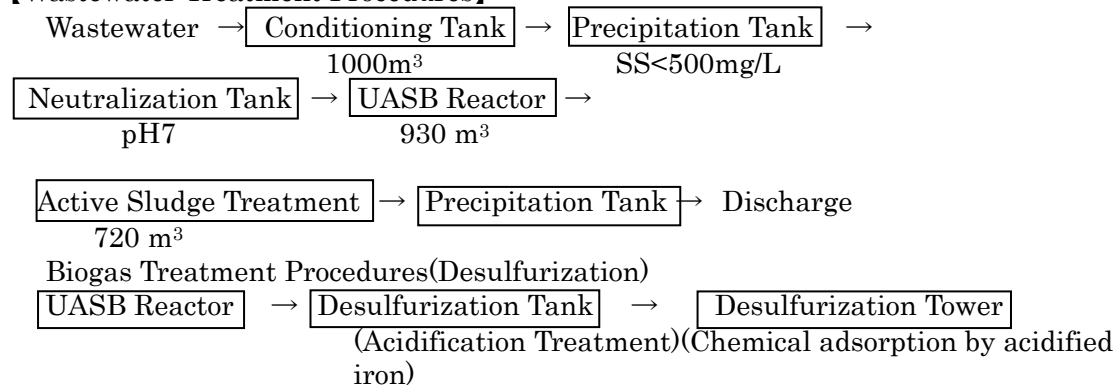 【Wastewater Treatment Procedures】
Wastewater → Conditioning Tank → Precipitation Tank →
1000m³ SS<500mg/L
Neutralization Tank → UASB Reactor →
pH7 930 m³
Active Sludge Treatment → Precipitation Tank → Discharge
720 m³
Biogas Treatment Procedures(Desulfurization)
UASB Reactor → Desulfurization Tank → Desulfurization Tower
(Acidification Treatment)(Chemical adsorption by acidified
iron)